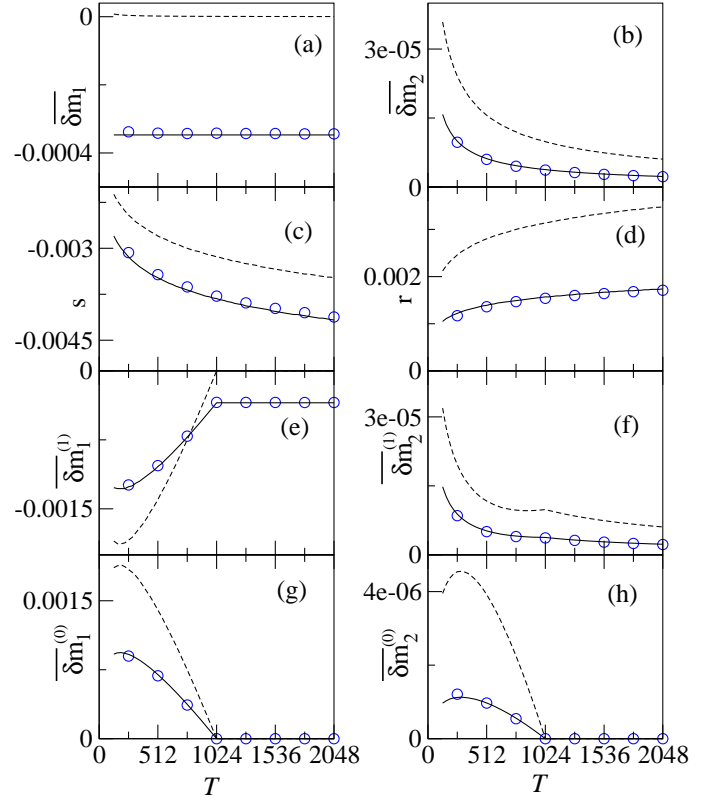 0
-0.0004
δm1
(a)
3e-05
0
δm2
(b)
-0.003
-0.0045
s
(c)
0.002
0
r
(d)
0
-0.0015
δm1(1)
(e)
3e-05
0
δm2(1)
(f)
0.0015
0
δm1(0)
(g)
4e-06
0
δm2(0)
(h)
0 512 1024 1536 2048
0 512 1024 1536 2048
T
T